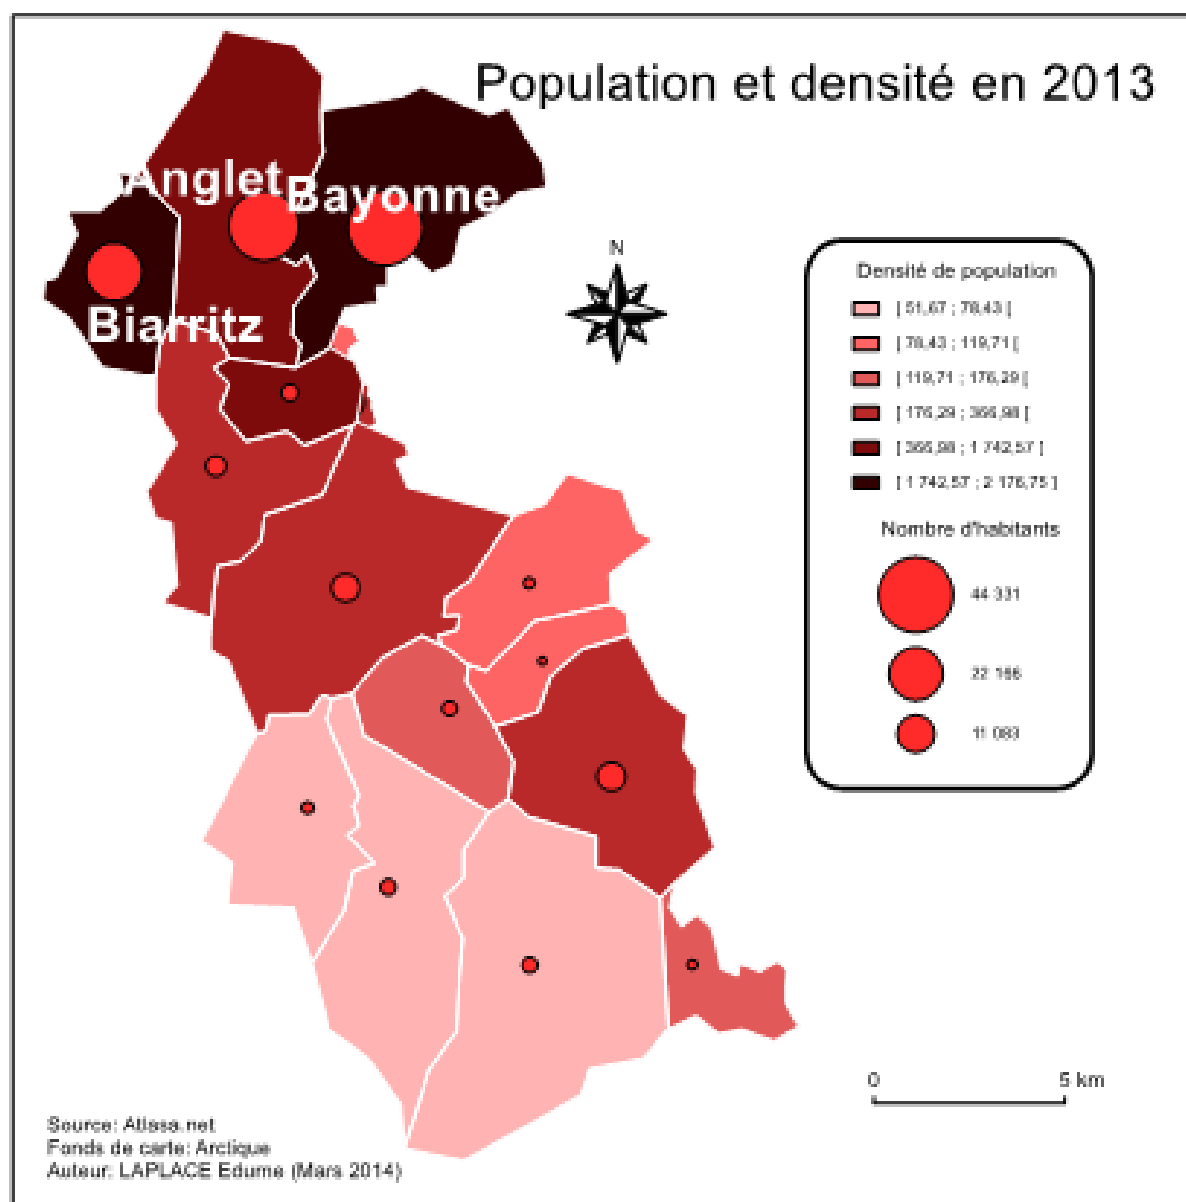 Population et densité en 2013
Anglet
Bayonne
Biarritz
N
Densité de population
[ 51,67 ; 78,43 [
[ 78,43 ; 119,71 [
[ 119,71 ; 176,29 [
[ 176,29 ; 366,98 [
[ 366,98 ; 1 742,57 ]
[ 1 742,57 ; 2 176,75 ]
Nombre d'habitants
44 331
22 166
11 083
0 5 km
Source: Atlasa.net
Fonds de carte: Arctique
Auteur: LAPLACE Edurne (Mars 2014)